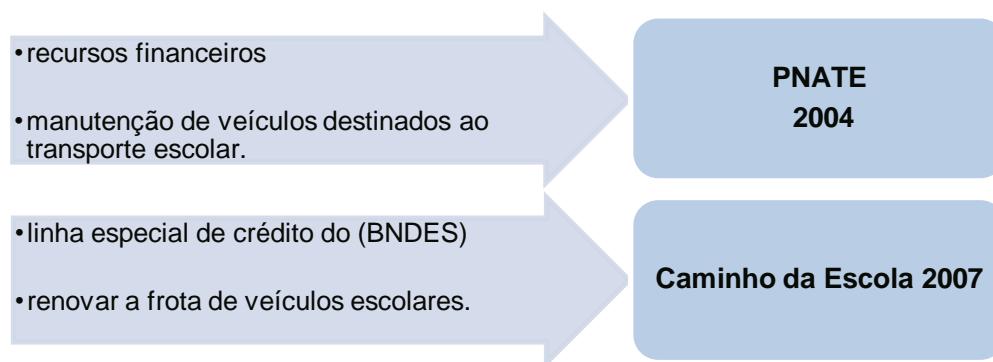 •recursos financeiros
•manutenção de veículos destinados ao
transporte escolar.
PNATE
2004
•linha especial de crédito do (BNDES)
•renovar a frota de veículos escolares.
Caminho da Escola 2007